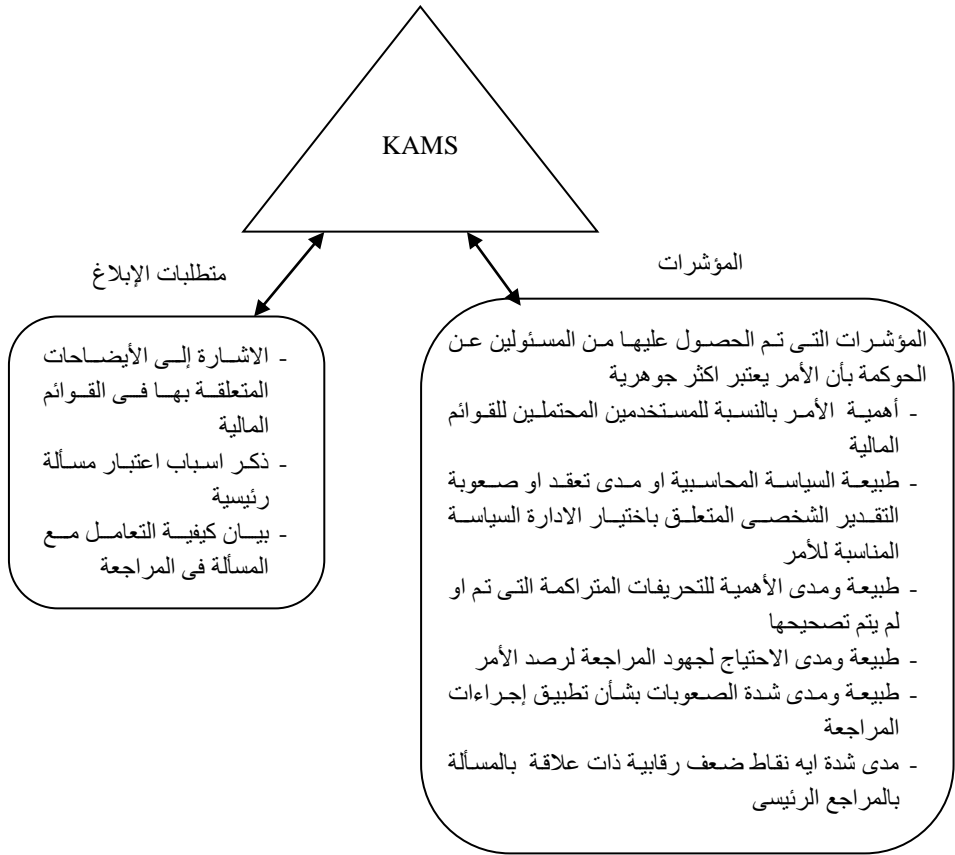 KAMS
المؤشرات
متطلبات الإبلاغ
المؤشرات التى تم الحصول عليها من المسئولين عن
الحوكمة بأن الأمر يعتبر اكثر جوهرية
- أهمية الأمر بالنسبة للمستخدمين المحتملين للقوائم
المالية
- طبيعة السياسة المحاسبية او مدى تعقد او صعوبة
التقدير الشخصى المتعلق باختيار الادارة السياسة
المناسبة للأمر
- طبيعة ومدى الأهمية للتحريفات المتراكمة التى تم او
لم يتم تصحيحها
- طبيعة ومدى الاحتياج لجهود المراجعة لرصد الأمر
- طبيعة ومدى شدة الصعوبات بشأن تطبيق إجراءات
المراجعة
- مدى شدة ايه نقاط ضعف رقابية ذات علاقة بالمسألة
بالمراجع الرئيسى
- الاشارة إلى الأيضاحات
المتعلقة بها فى القوائم
المالية
- ذكر اسباب اعتبار مسألة
رئيسية
- بيان كيفية التعامل مع
المسألة فى المراجعة